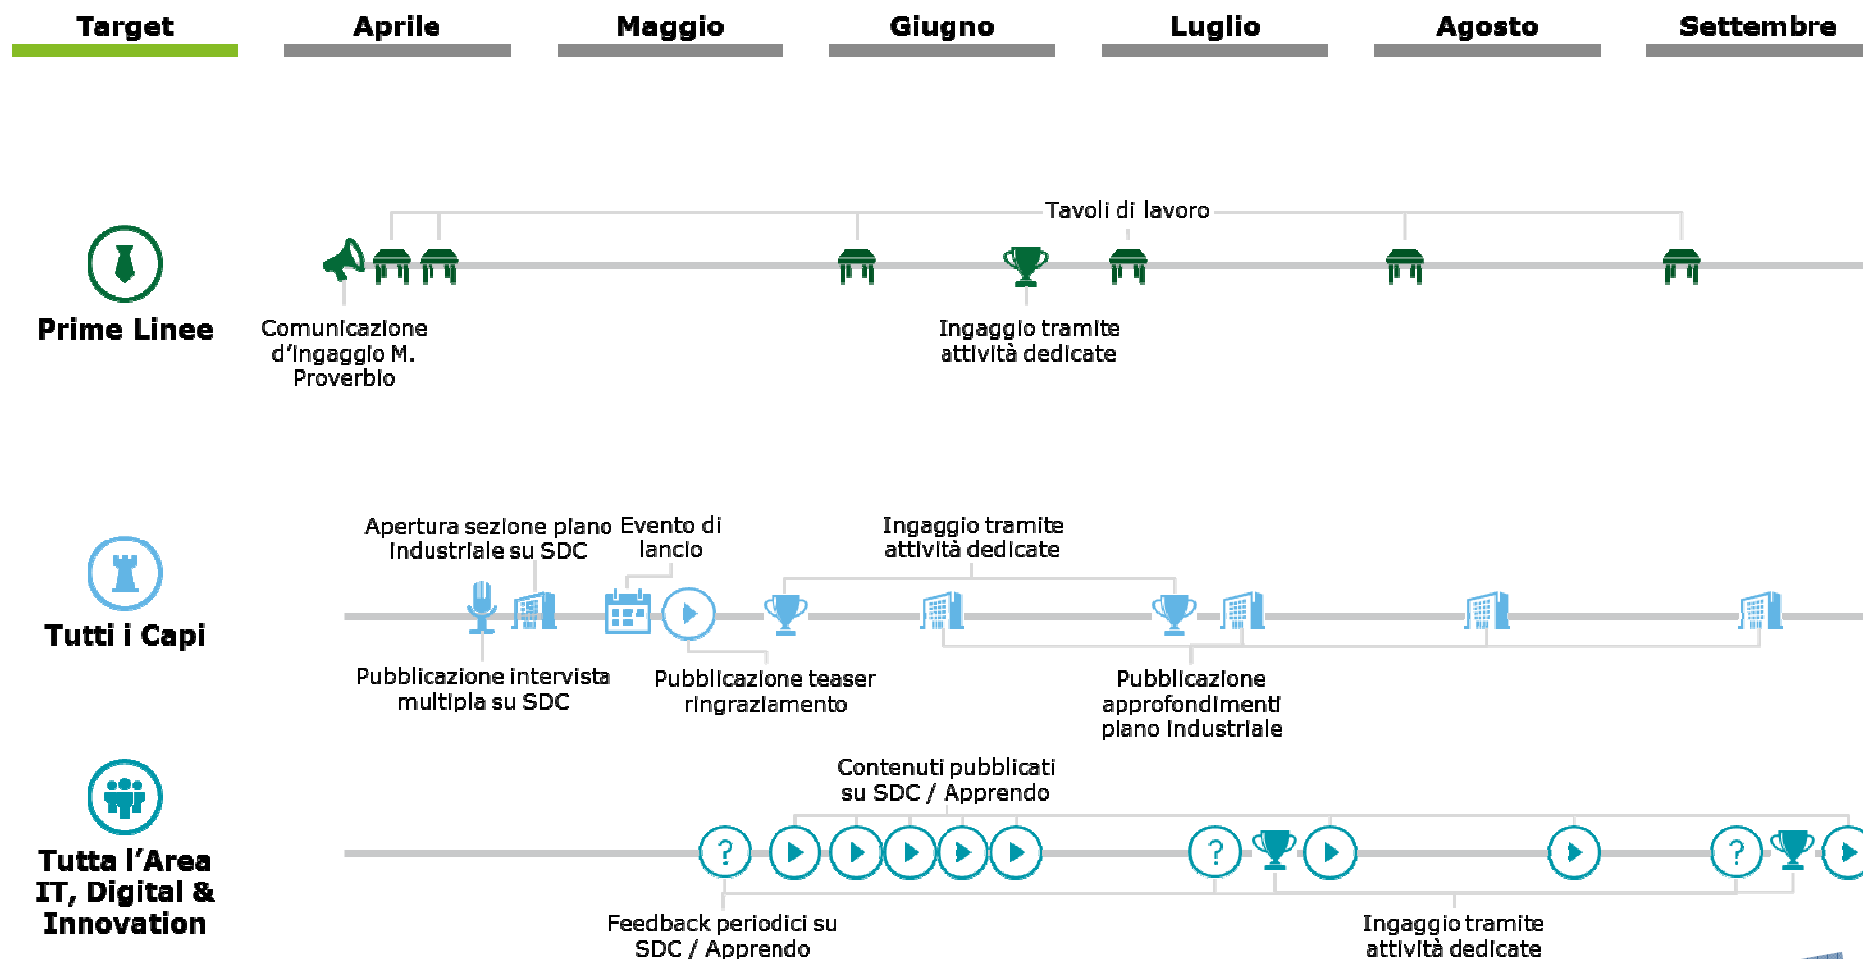 Target Aprile Maggio Giugno Luglio Agosto Settembre
Tavoli di lavoro
Prime Linee
Comunicazione
d'ingaggio M.
Proverbio
Ingaggio tramite
attività dedicate
Apertura sezione piano
industriale su SDC
Evento di
lancio
Ingaggio tramite
attività dedicate
Tutti i Capi
Pubblicazione intervista
multipla su SDC
Pubblicazione teaser
ringraziamento
Pubblicazione
approfondimenti
piano industriale
Contenuti pubblicati
su SDC / Apprendo
? ? ?
Tutta l'Area
IT, Digital &
Innovation
Feedback periodici su
SDC / Apprendo
Ingaggio tramite
attività dedicate